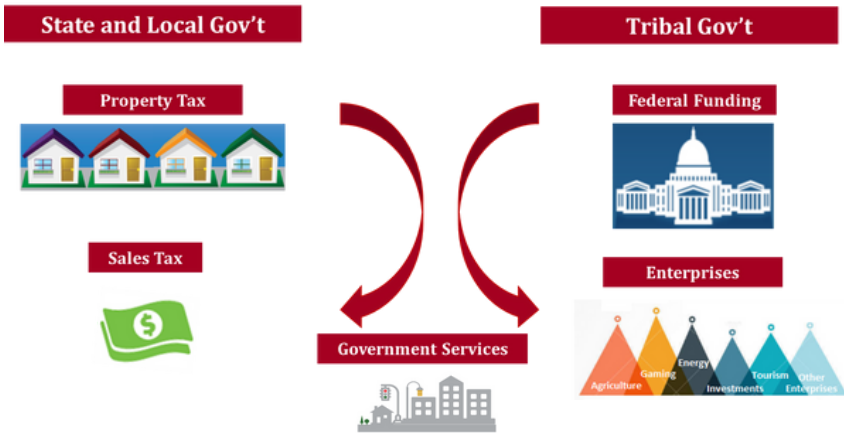 State and Local Gov't
Tribal Gov't
Property Tax
Federal Funding
Sales Tax
Enterprises
Government Services
$
Agriculture
Gaming
Energy
Investments
Tourism
Other
Enterprises